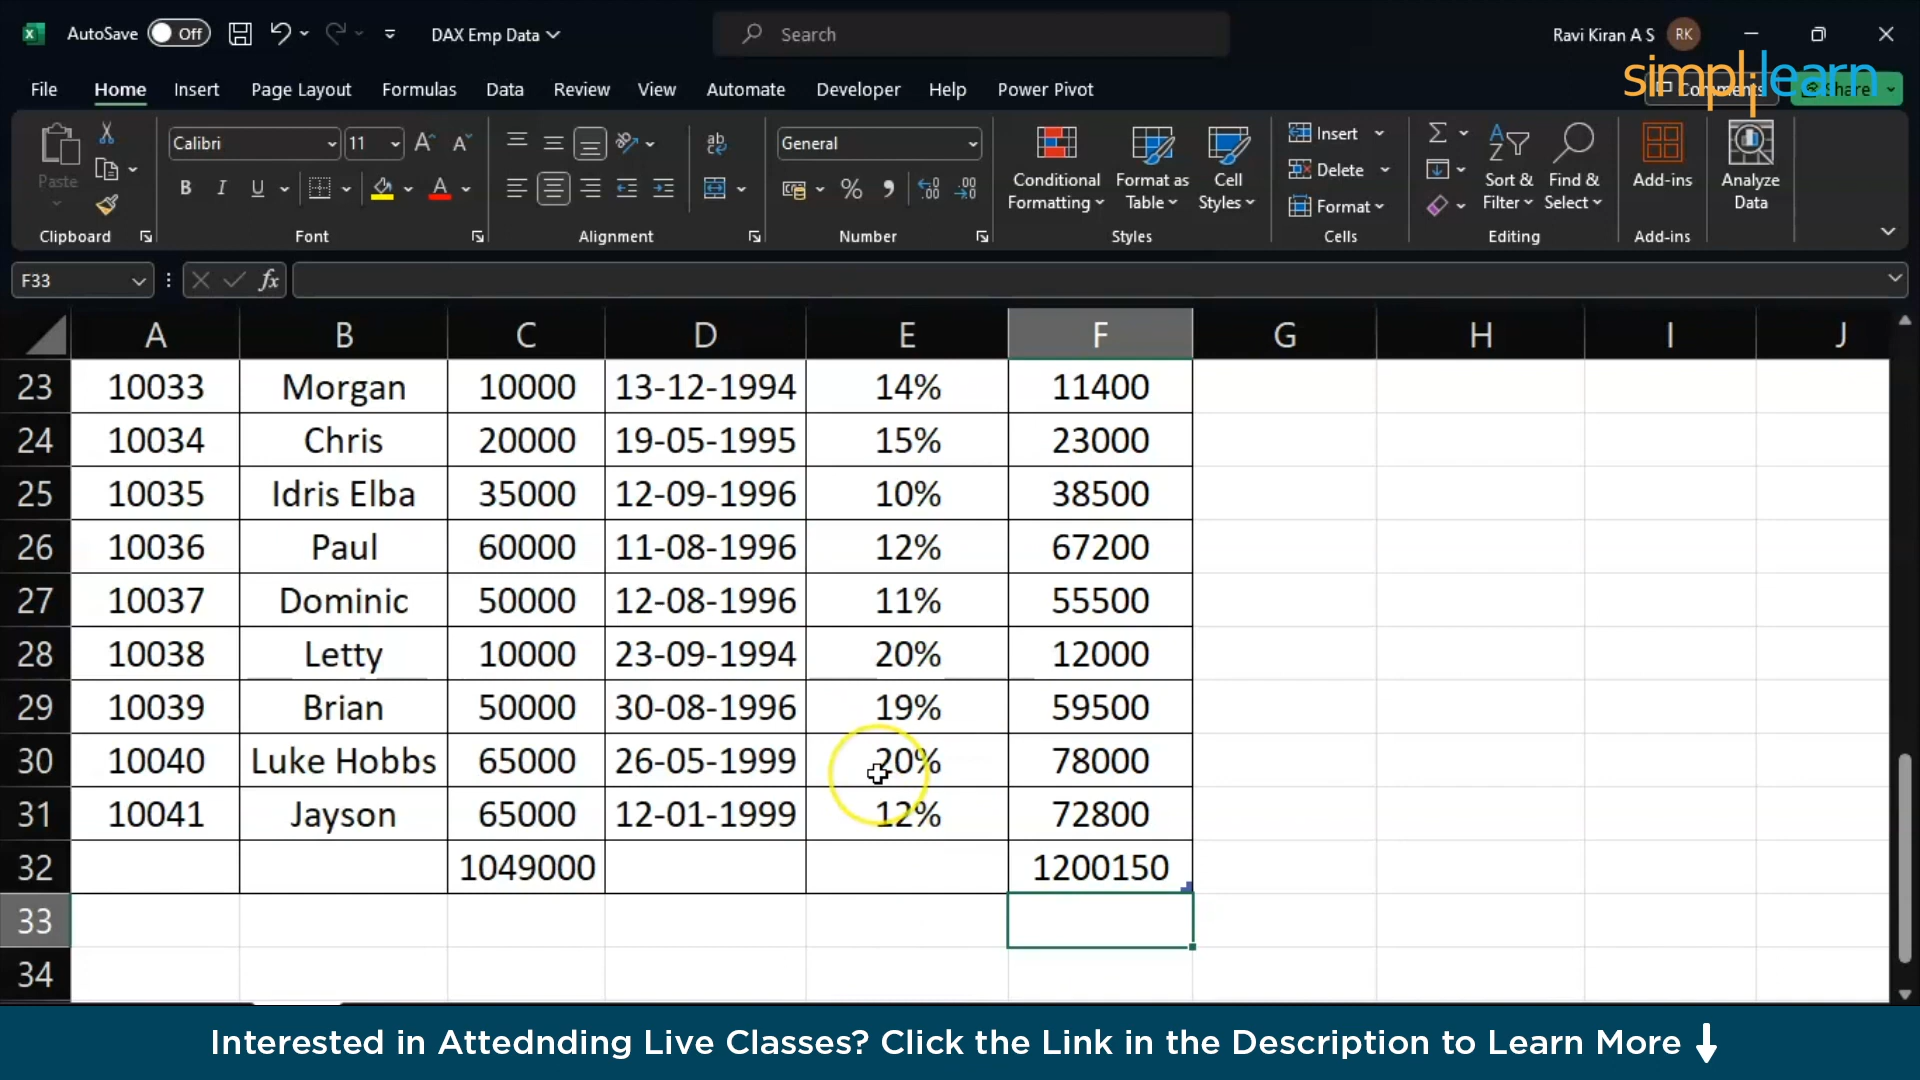 AutoSave Off DAX Emp Data Search Ravi Kiran A S RK
simplilearn
File Home Insert Page Layout Formulas Data Review View Automate Developer Help Power Pivot Comments Share
Paste Calibri 11 General Conditional Formatting Format as Table Cell Styles Insert Delete Format Sort & Filter Find & Select Add-ins Analyze Data
Clipboard Font Alignment Number Styles Cells Editing Add-ins
F33 fx
A B C D E F G H I J
23 10033 Morgan 10000 13-12-1994 14% 11400
24 10034 Chris 20000 19-05-1995 15% 23000
25 10035 Idris Elba 35000 12-09-1996 10% 38500
26 10036 Paul 60000 11-08-1996 12% 67200
27 10037 Dominic 50000 12-08-1996 11% 55500
28 10038 Letty 10000 23-09-1994 20% 12000
29 10039 Brian 50000 30-08-1996 19% 59500
30 10040 Luke Hobbs 65000 26-05-1999 20% 78000
31 10041 Jayson 65000 12-01-1999 12% 72800
32 1049000 1200150
33
34
Interested in Attednding Live Classes? Click the Link in the Description to Learn More